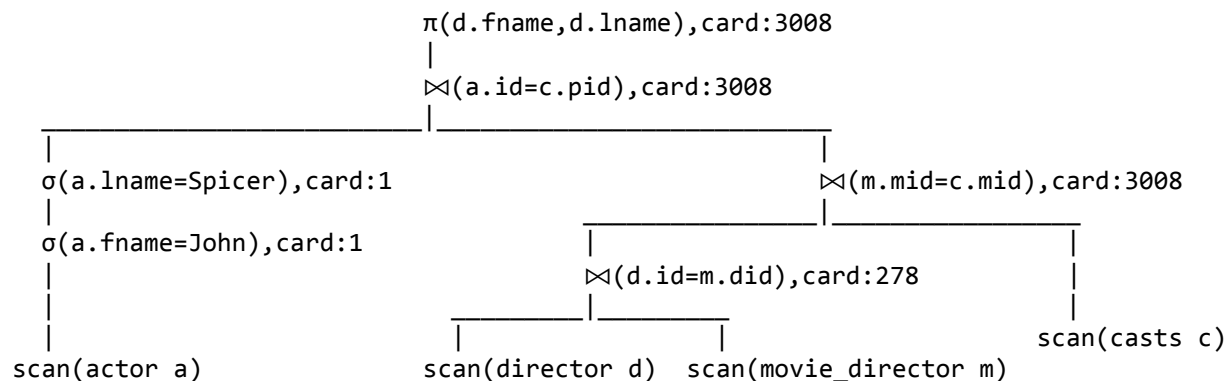 π(d.fname,d.lname),card:3008
⨝(a.id=c.pid),card:3008
σ(a.lname=Spicer),card:1 ⨝(m.mid=c.mid),card:3008
σ(a.fname=John),card:1
⨝(d.id=m.did),card:278
scan(casts c)
scan(actor a) scan(director d) scan(movie_director m)